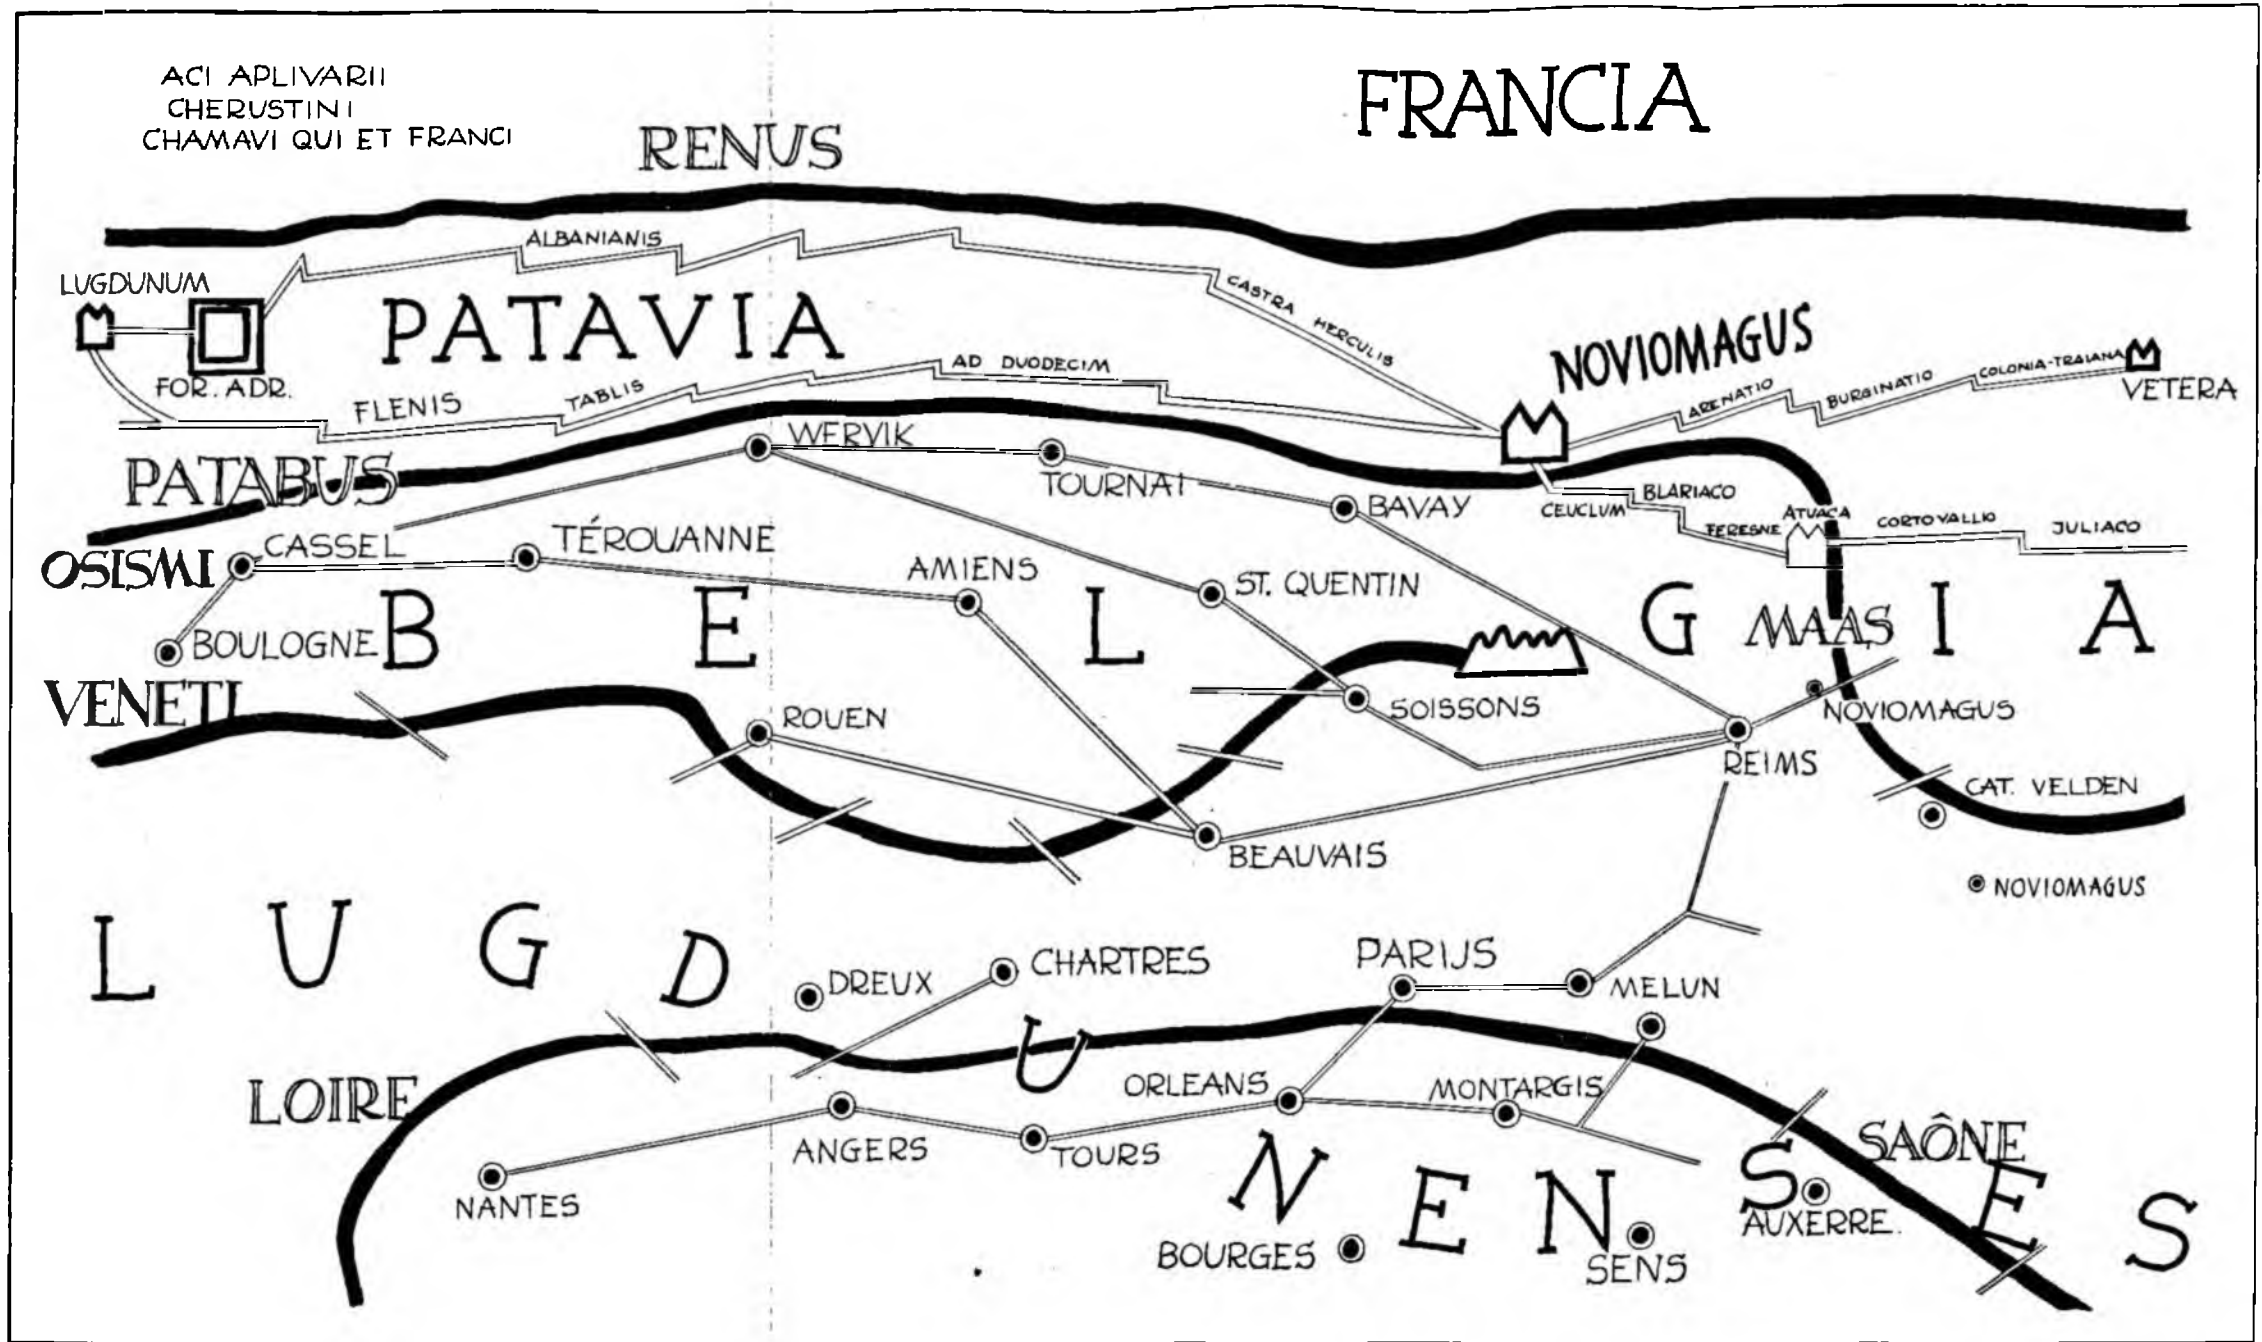 ACI APLIVARII
CHERUSTINI
CHAMAVI QUI ET FRANCI
FRANCIA
RENUS
ALBANIANIS
LUGDUNUM
PATAVIA
CASTRA HERCULIS
NOVIOMAGUS
FOR. ADR.
FLENIS
TABLIS
AD DUODECIM
ARENATIO
BURGINATIO
COLONIA-TRAIANA
VETERA
PATABUS
WERVIK
TOURNAI
BAVAY
CEUCLUM
BLARIACO
FERESNE
ATUACA
CORTOVALLIO
JULIACO
OSISMI
CASSEL
TÉROUANNE
AMIENS
ST. QUENTIN
BELGIA
MAAS
BOULOGNE
VENETI
ROUEN
SOISSONS
NOVIOMAGUS
REIMS
CAT. VELDEN
BEAUVAIS
NOVIOMAGUS
LUGDUNENSES
DREUX
CHARTRES
PARIJS
MELUN
LOIRE
ORLEANS
MONTARGIS
ANGERS
TOURS
SAÔNE
NANTES
BOURGES
SENS
AUXERRE.